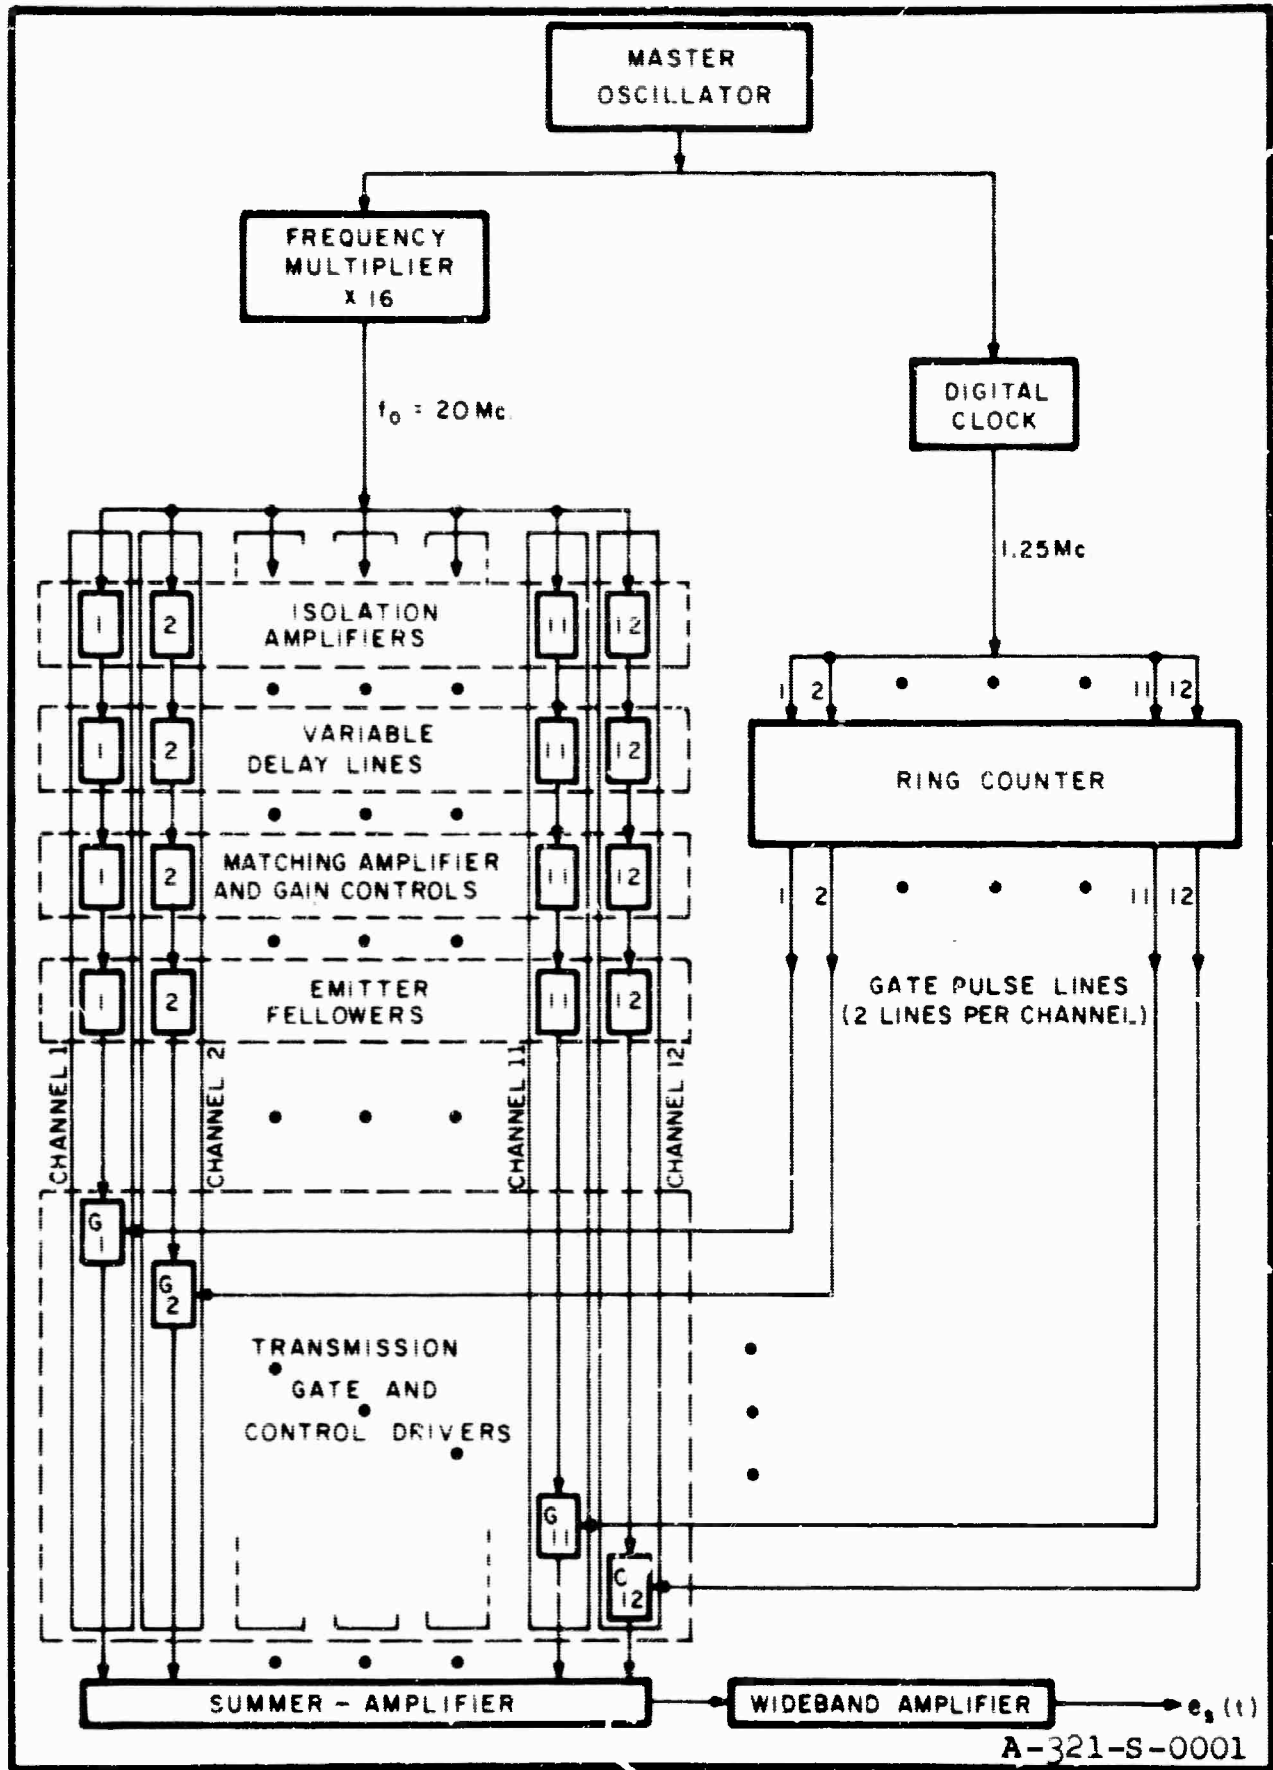 MASTER
OSCILLATOR
FREQUENCY
MULTIPLIER
X 16
DIGITAL
CLOCK
f₀ = 20 Mc.
1.25 Mc
1
2
ISOLATION
AMPLIFIERS
11
12
1
2
11
12
1
2
VARIABLE
DELAY LINES
11
12
RING COUNTER
1
2
MATCHING AMPLIFIER
AND GAIN CONTROLS
11
12
1
2
11
12
1
2
EMITTER
FELLOWERS
11
12
GATE PULSE LINES
(2 LINES PER CHANNEL)
CHANNEL 1
CHANNEL 2
CHANNEL 11
CHANNEL 12
G
1
G
2
TRANSMISSION
GATE AND
CONTROL DRIVERS
G
11
C
12
SUMMER - AMPLIFIER
WIDEBAND AMPLIFIER
eₛ (t)
A-321-S-0001